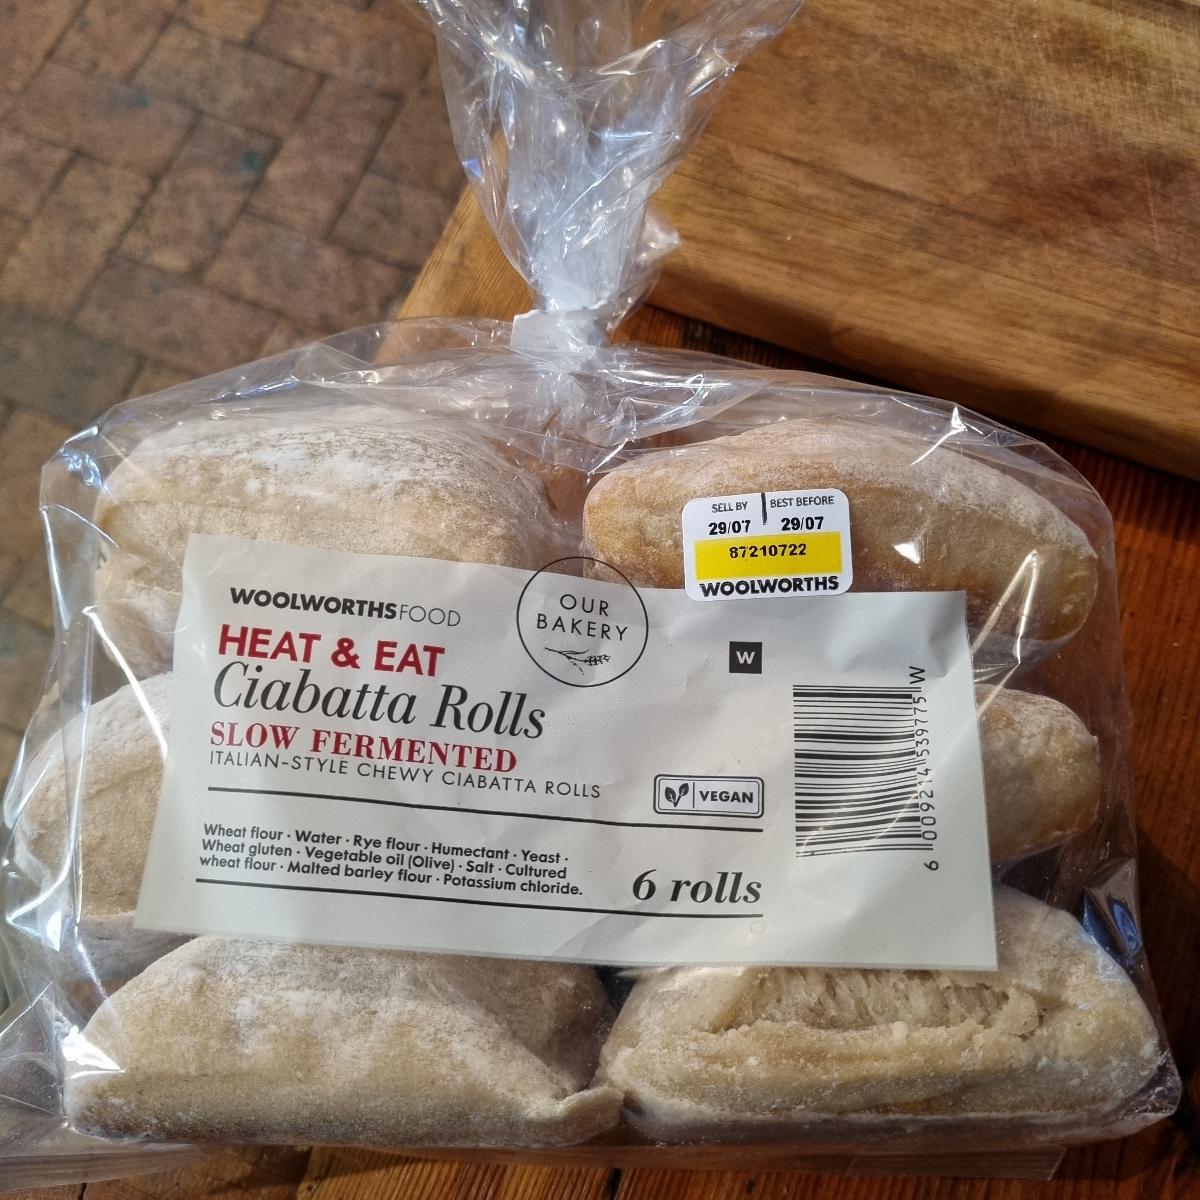 SELL BY | BEST BEFORE
29/07 29/07
87210722
WOOLWORTHS
WOOLWORTHSFOOD
OUR
BAKERY
HEAT & EAT
Ciabatta Rolls
SLOW FERMENTED
ITALIAN-STYLE CHEWY CIABATTA ROLLS
W
VEGAN
Wheat flour · Water · Rye flour · Humectant · Yeast ·
Wheat gluten · Vegetable oil (Olive) · Salt · Cultured
wheat flour · Malted barley flour · Potassium chloride.
6 rolls
6 009214 539775 W